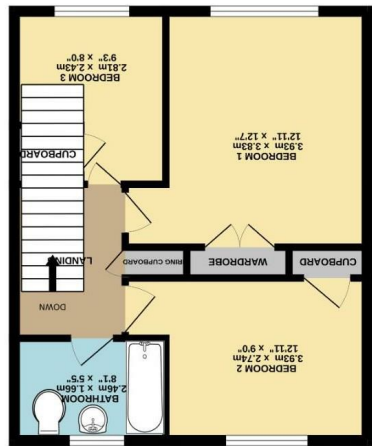 BATHROOM
2.46m x 1.66m
8'1" x 5'5"
BEDROOM 2
3.93m x 2.74m
12'11" x 9'0"
DOWN
LANDIN
RING CUPBOARD
WARDROBE
CUPBOARD
CUPBOARD
BEDROOM 1
3.93m x 3.83m
12'11" x 12'7"
BEDROOM 3
2.81m x 2.43m
9'3" x 8'0"